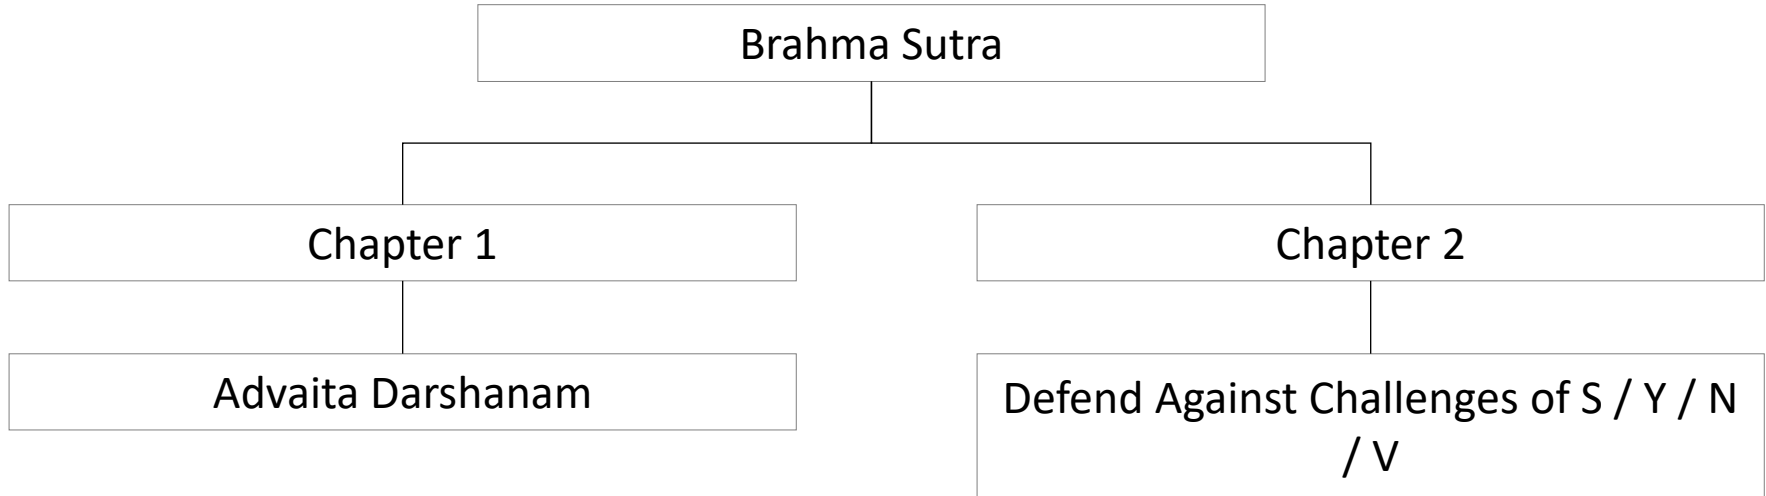 Brahma Sutra
Chapter 1
Chapter 2
Advaita Darshanam
Defend Against Challenges of S / Y / N
/ V